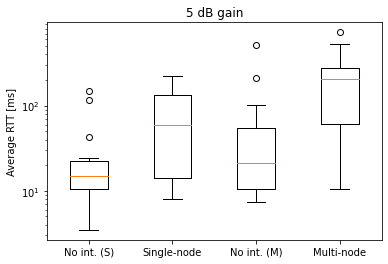 5 dB gain
Average RTT [ms]
10²
10¹
No int. (S) Single-node No int. (M) Multi-node